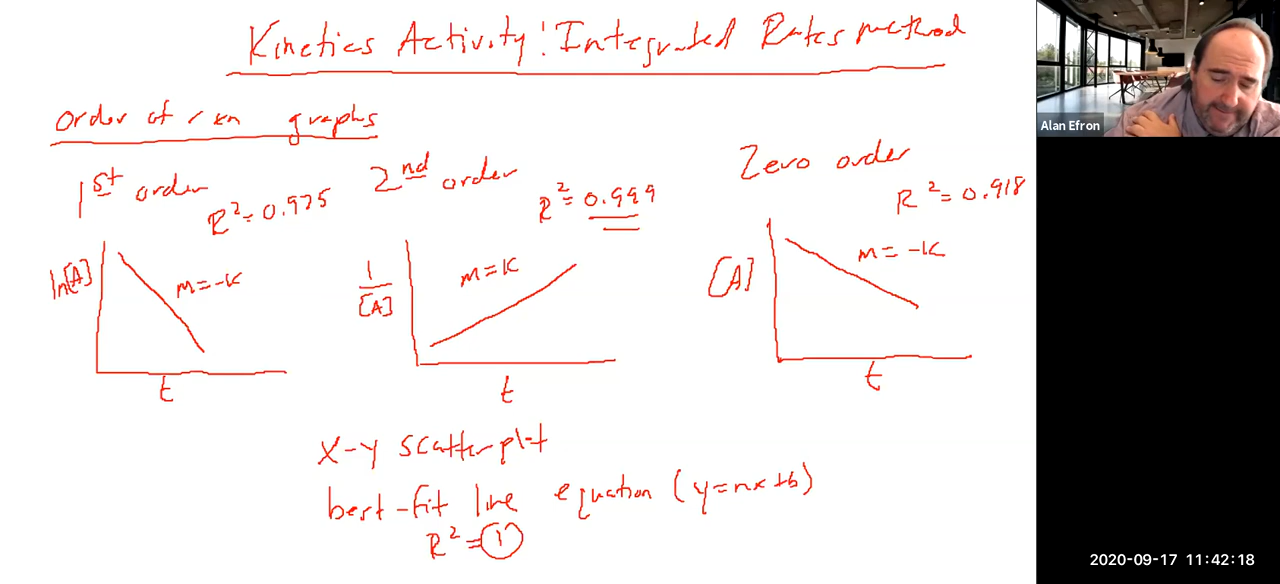 Kinetics Activity: Integrated Rates method
Alan Efron
order of rxn graphs
1st order
R²=0.975
2nd order
R²=0.999
Zero order
R²=0.918
ln[A]
m=-k
t
1/[A]
m=k
t
[A]
m=-k
t
x-y scatterplot
best-fit line equation (y=mx+b)
R²=1
2020-09-17 11:42:18